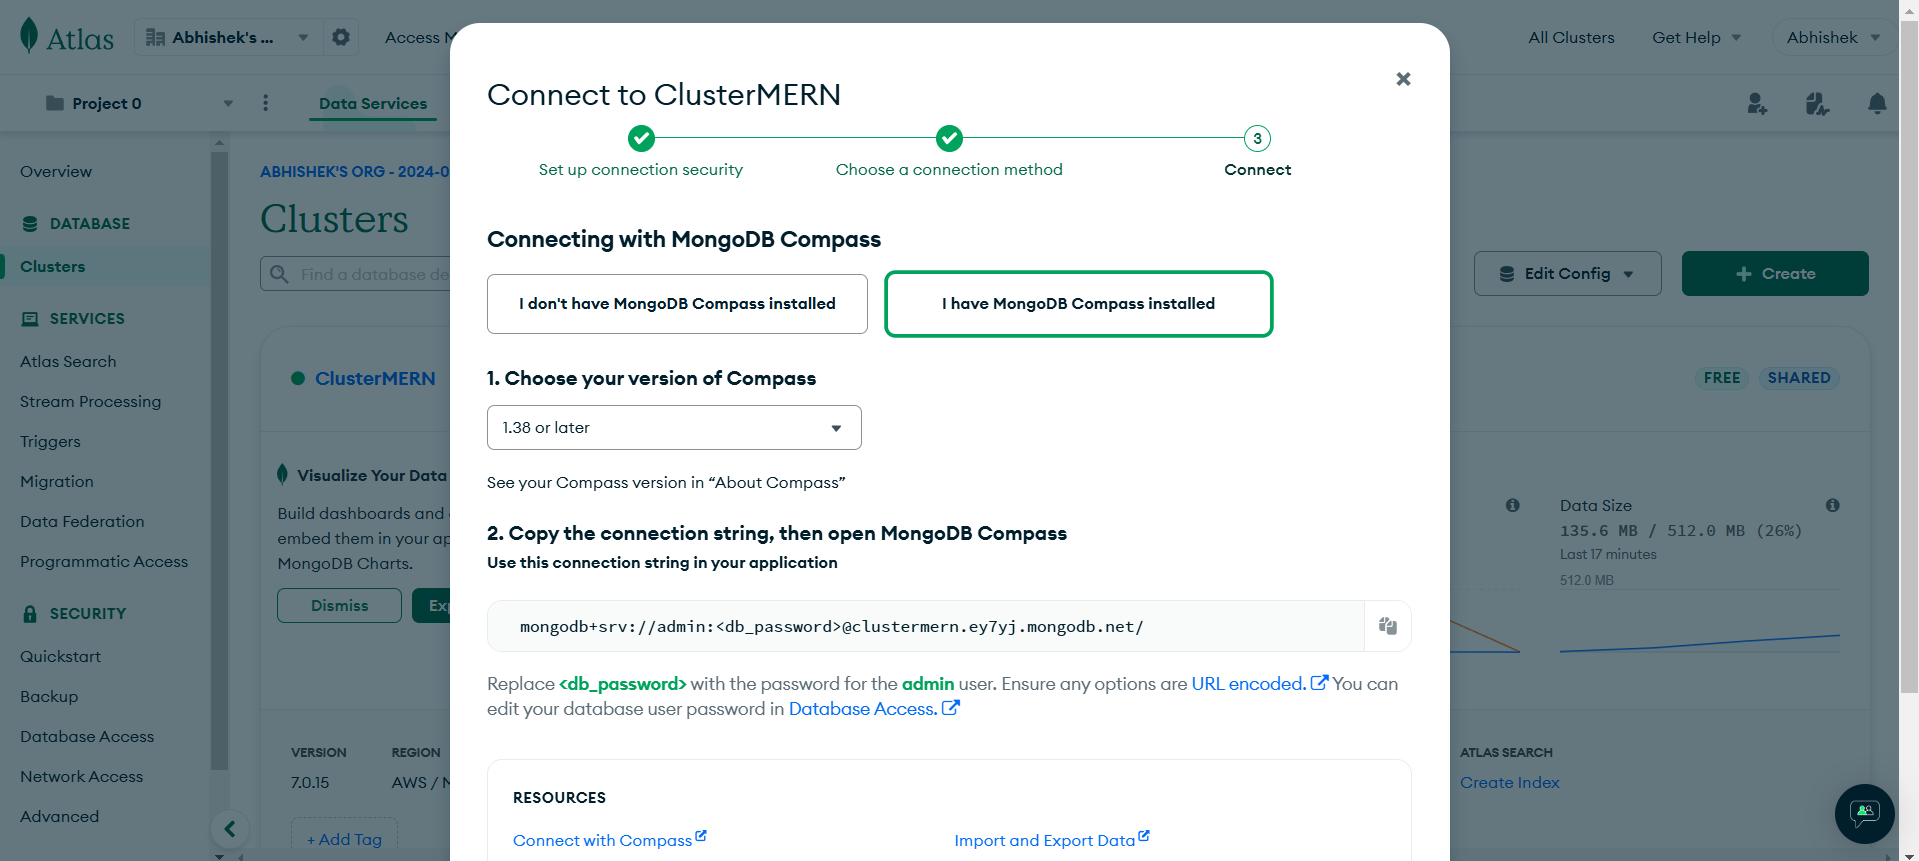 Atlas
Abhishek's ...
Access M
All Clusters
Get Help
Abhishek
Project 0
Data Services
Overview
DATABASE
Clusters
SERVICES
Atlas Search
Stream Processing
Triggers
Migration
Data Federation
Programmatic Access
SECURITY
Quickstart
Backup
Database Access
Network Access
Advanced
ABHISHEK'S ORG - 2024-0
Clusters
Find a database de
Edit Config
+ Create
ClusterMERN
FREE
SHARED
Visualize Your Data
Build dashboards and
embed them in your ap
MongoDB Charts.
Dismiss
Exp
VERSION
REGION
7.0.15
AWS / M
+ Add Tag
Connect to ClusterMERN
Set up connection security
Choose a connection method
3
Connect
Connecting with MongoDB Compass
I don't have MongoDB Compass installed
I have MongoDB Compass installed
1. Choose your version of Compass
1.38 or later
See your Compass version in “About Compass”
2. Copy the connection string, then open MongoDB Compass
Use this connection string in your application
mongodb+srv://admin:<db_password>@clustermern.ey7yj.mongodb.net/
Replace <db_password> with the password for the admin user. Ensure any options are URL encoded. You can
edit your database user password in Database Access.
RESOURCES
Connect with Compass
Import and Export Data
Data Size
135.6 MB / 512.0 MB (26%)
Last 17 minutes
512.0 MB
ATLAS SEARCH
Create Index